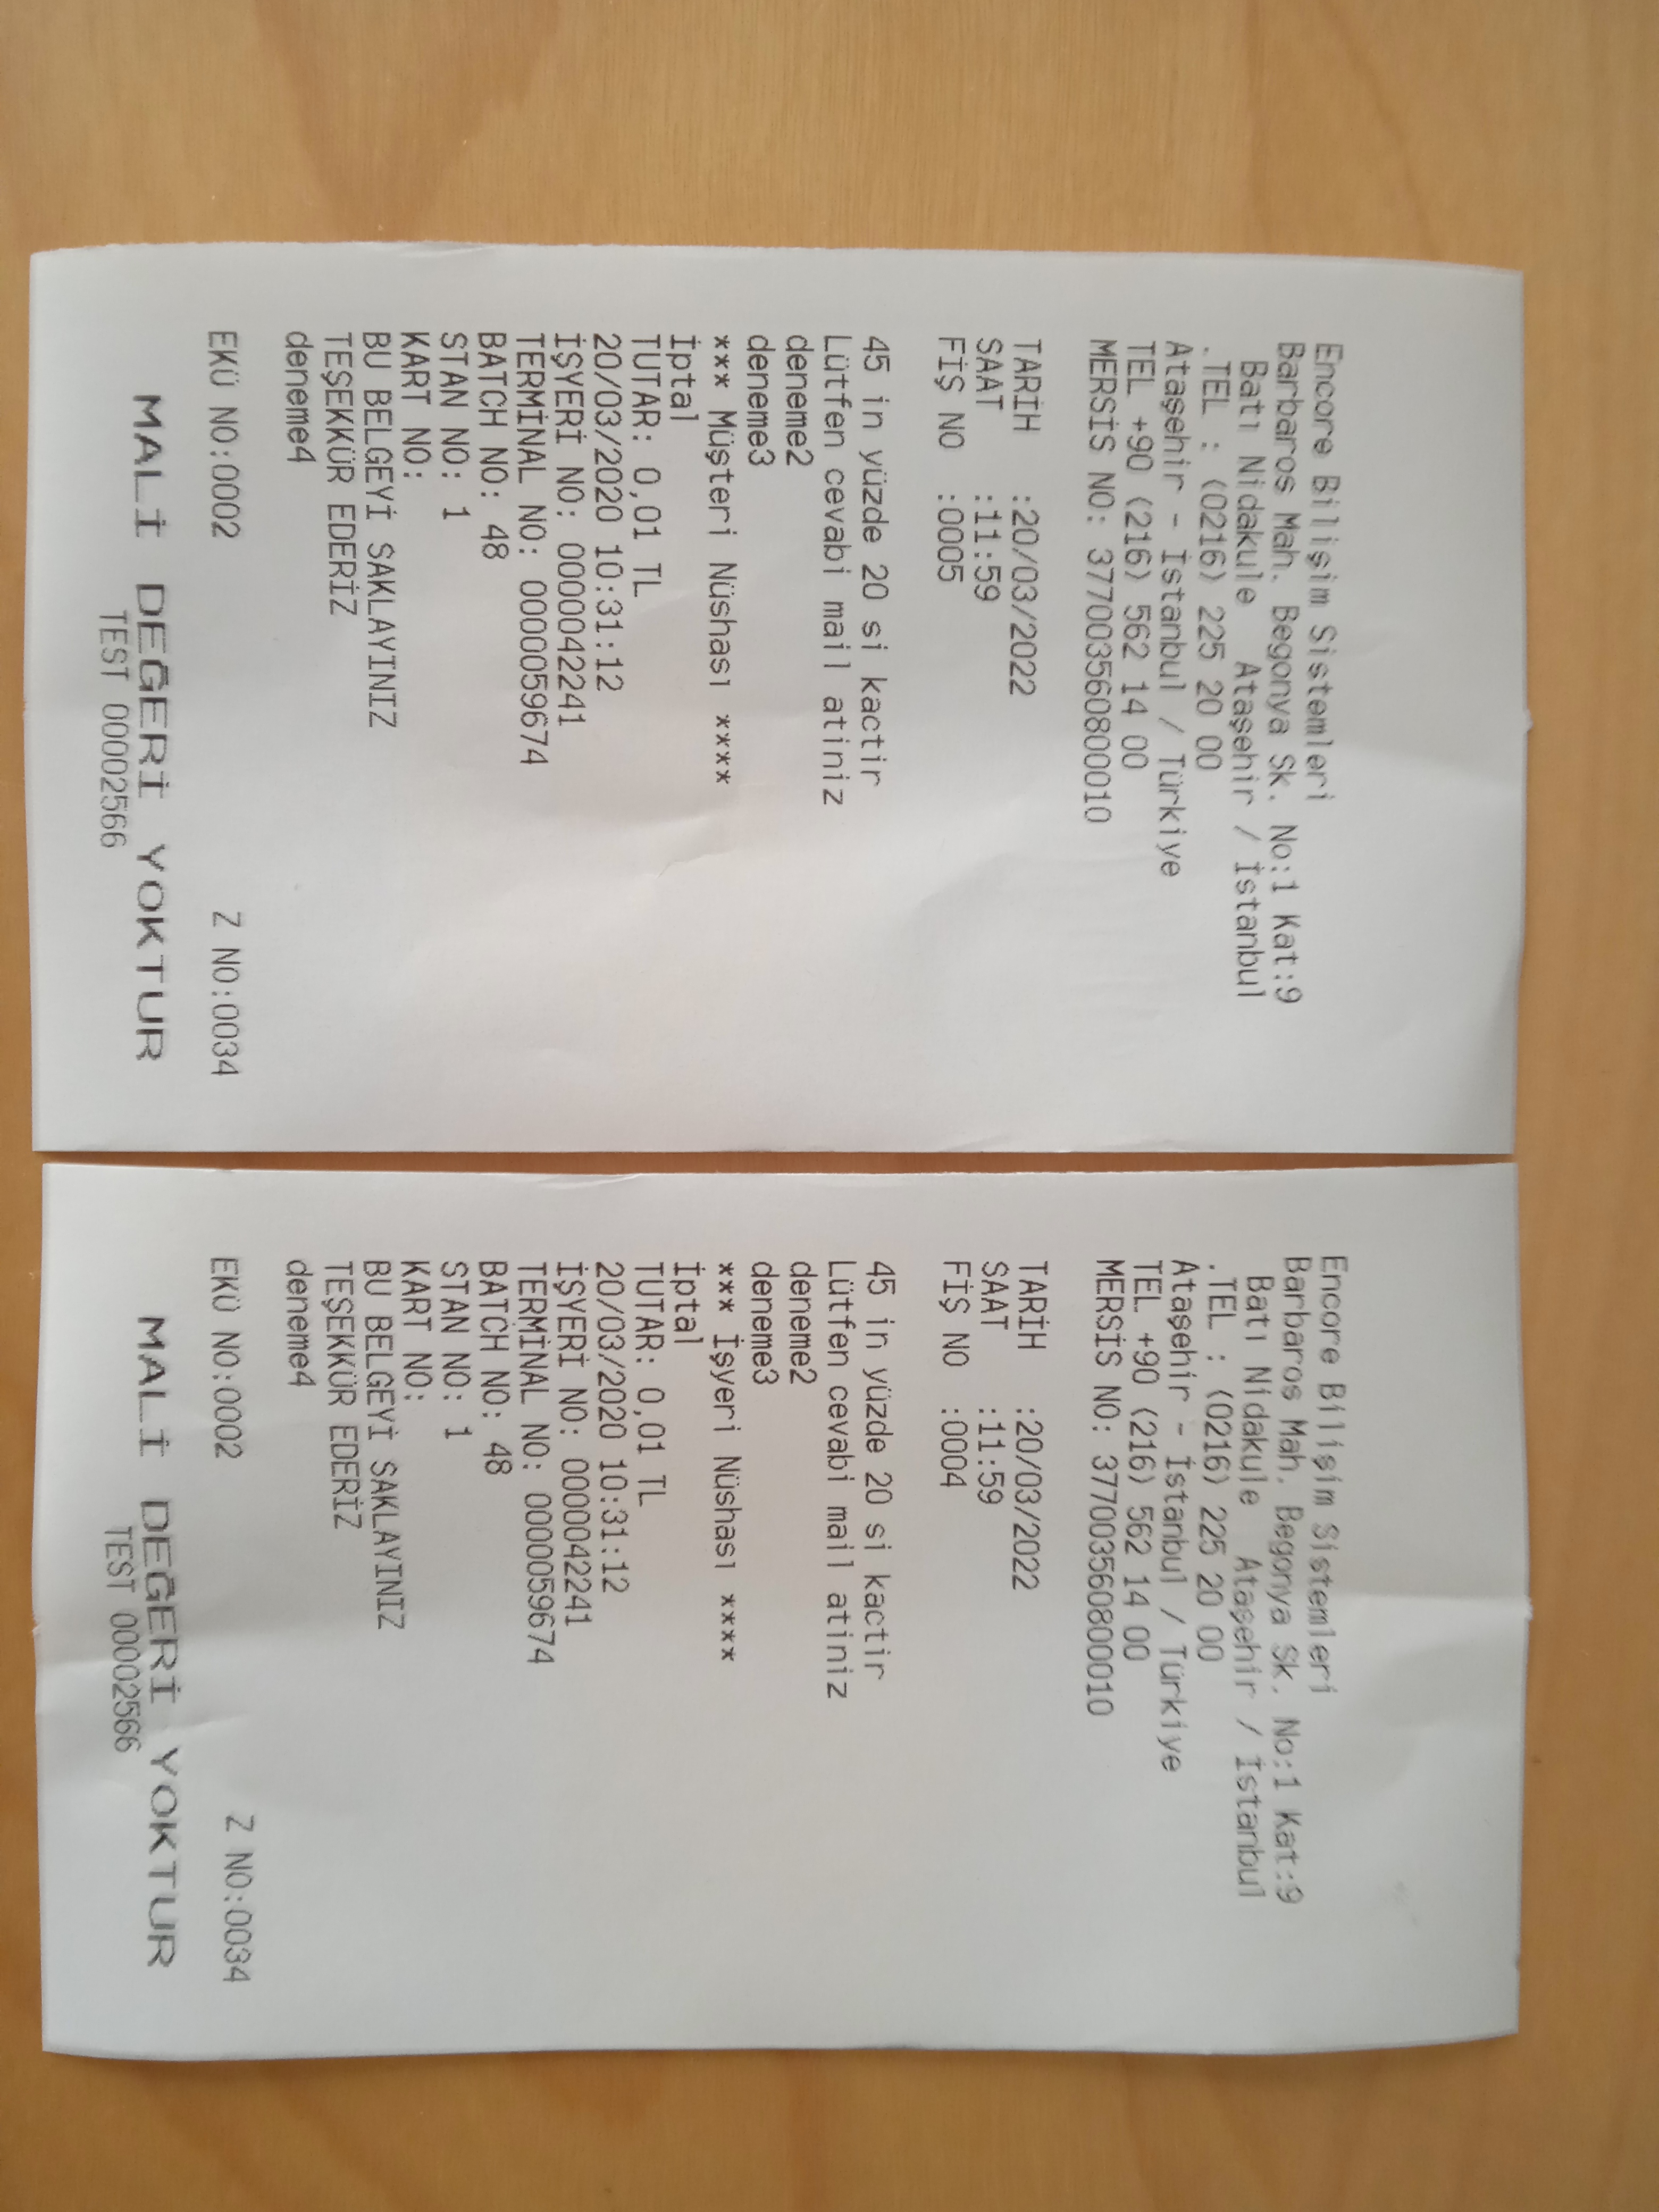 Encore Bilişim Sistemleri
Barbaros Mah. Begonya Sk. No:1 Kat:9
Batı Nidakule Ataşehir / İstanbul
.TEL : (0216) 225 20 00
Ataşehir - İstanbul / Türkiye
TEL +90 (216) 562 14 00
MERSİS NO: 3770035608000010
TARİH :20/03/2022
SAAT :11:59
FİŞ NO :0005
45 in yüzde 20 si kactir
Lütfen cevabi mail atiniz
deneme2
deneme3
*** Müşteri Nüshası ****
İptal
TUTAR: 0,01 TL
20/03/2020 10:31:12
İŞYERİ NO: 0000042241
TERMİNAL NO: 0000059674
BATCH NO: 48
STAN NO: 1
KART NO:
BU BELGEYİ SAKLAYINIZ
TEŞEKKÜR EDERİZ
deneme4
EKÜ NO:0002 Z NO:0034
MALİ DEĞERİ YOKTUR
TEST 00002566
Encore Bilişim Sistemleri
Barbaros Mah. Begonya Sk. No:1 Kat:9
Batı Nidakule Ataşehir / İstanbul
.TEL : (0216) 225 20 00
Ataşehir - İstanbul / Türkiye
TEL +90 (216) 562 14 00
MERSİS NO: 3770035608000010
TARİH :20/03/2022
SAAT :11:59
FİŞ NO :0004
45 in yüzde 20 si kactir
Lütfen cevabi mail atiniz
deneme2
deneme3
*** İşyeri Nüshası ****
İptal
TUTAR: 0,01 TL
20/03/2020 10:31:12
İŞYERİ NO: 0000042241
TERMİNAL NO: 0000059674
BATCH NO: 48
STAN NO: 1
KART NO:
BU BELGEYİ SAKLAYINIZ
TEŞEKKÜR EDERİZ
deneme4
EKÜ NO:0002 Z NO:0034
MALİ DEĞERİ YOKTUR
TEST 00002566